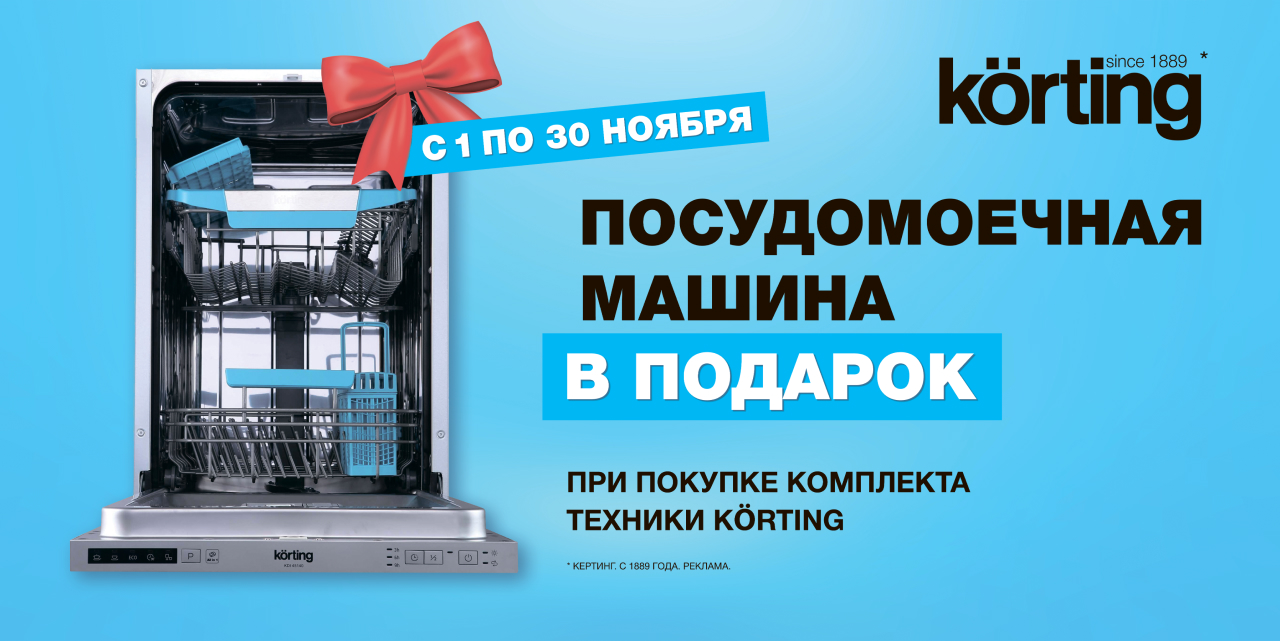 since 1889 *
körting
С 1 ПО 30 НОЯБРЯ
ПОСУДОМОЕЧНАЯ
МАШИНА
В ПОДАРОК
ПРИ ПОКУПКЕ КОМПЛЕКТА
ТЕХНИКИ KÖRTING
* КЕРТИНГ. С 1889 ГОДА. РЕКЛАМА.
körting
ECO
P